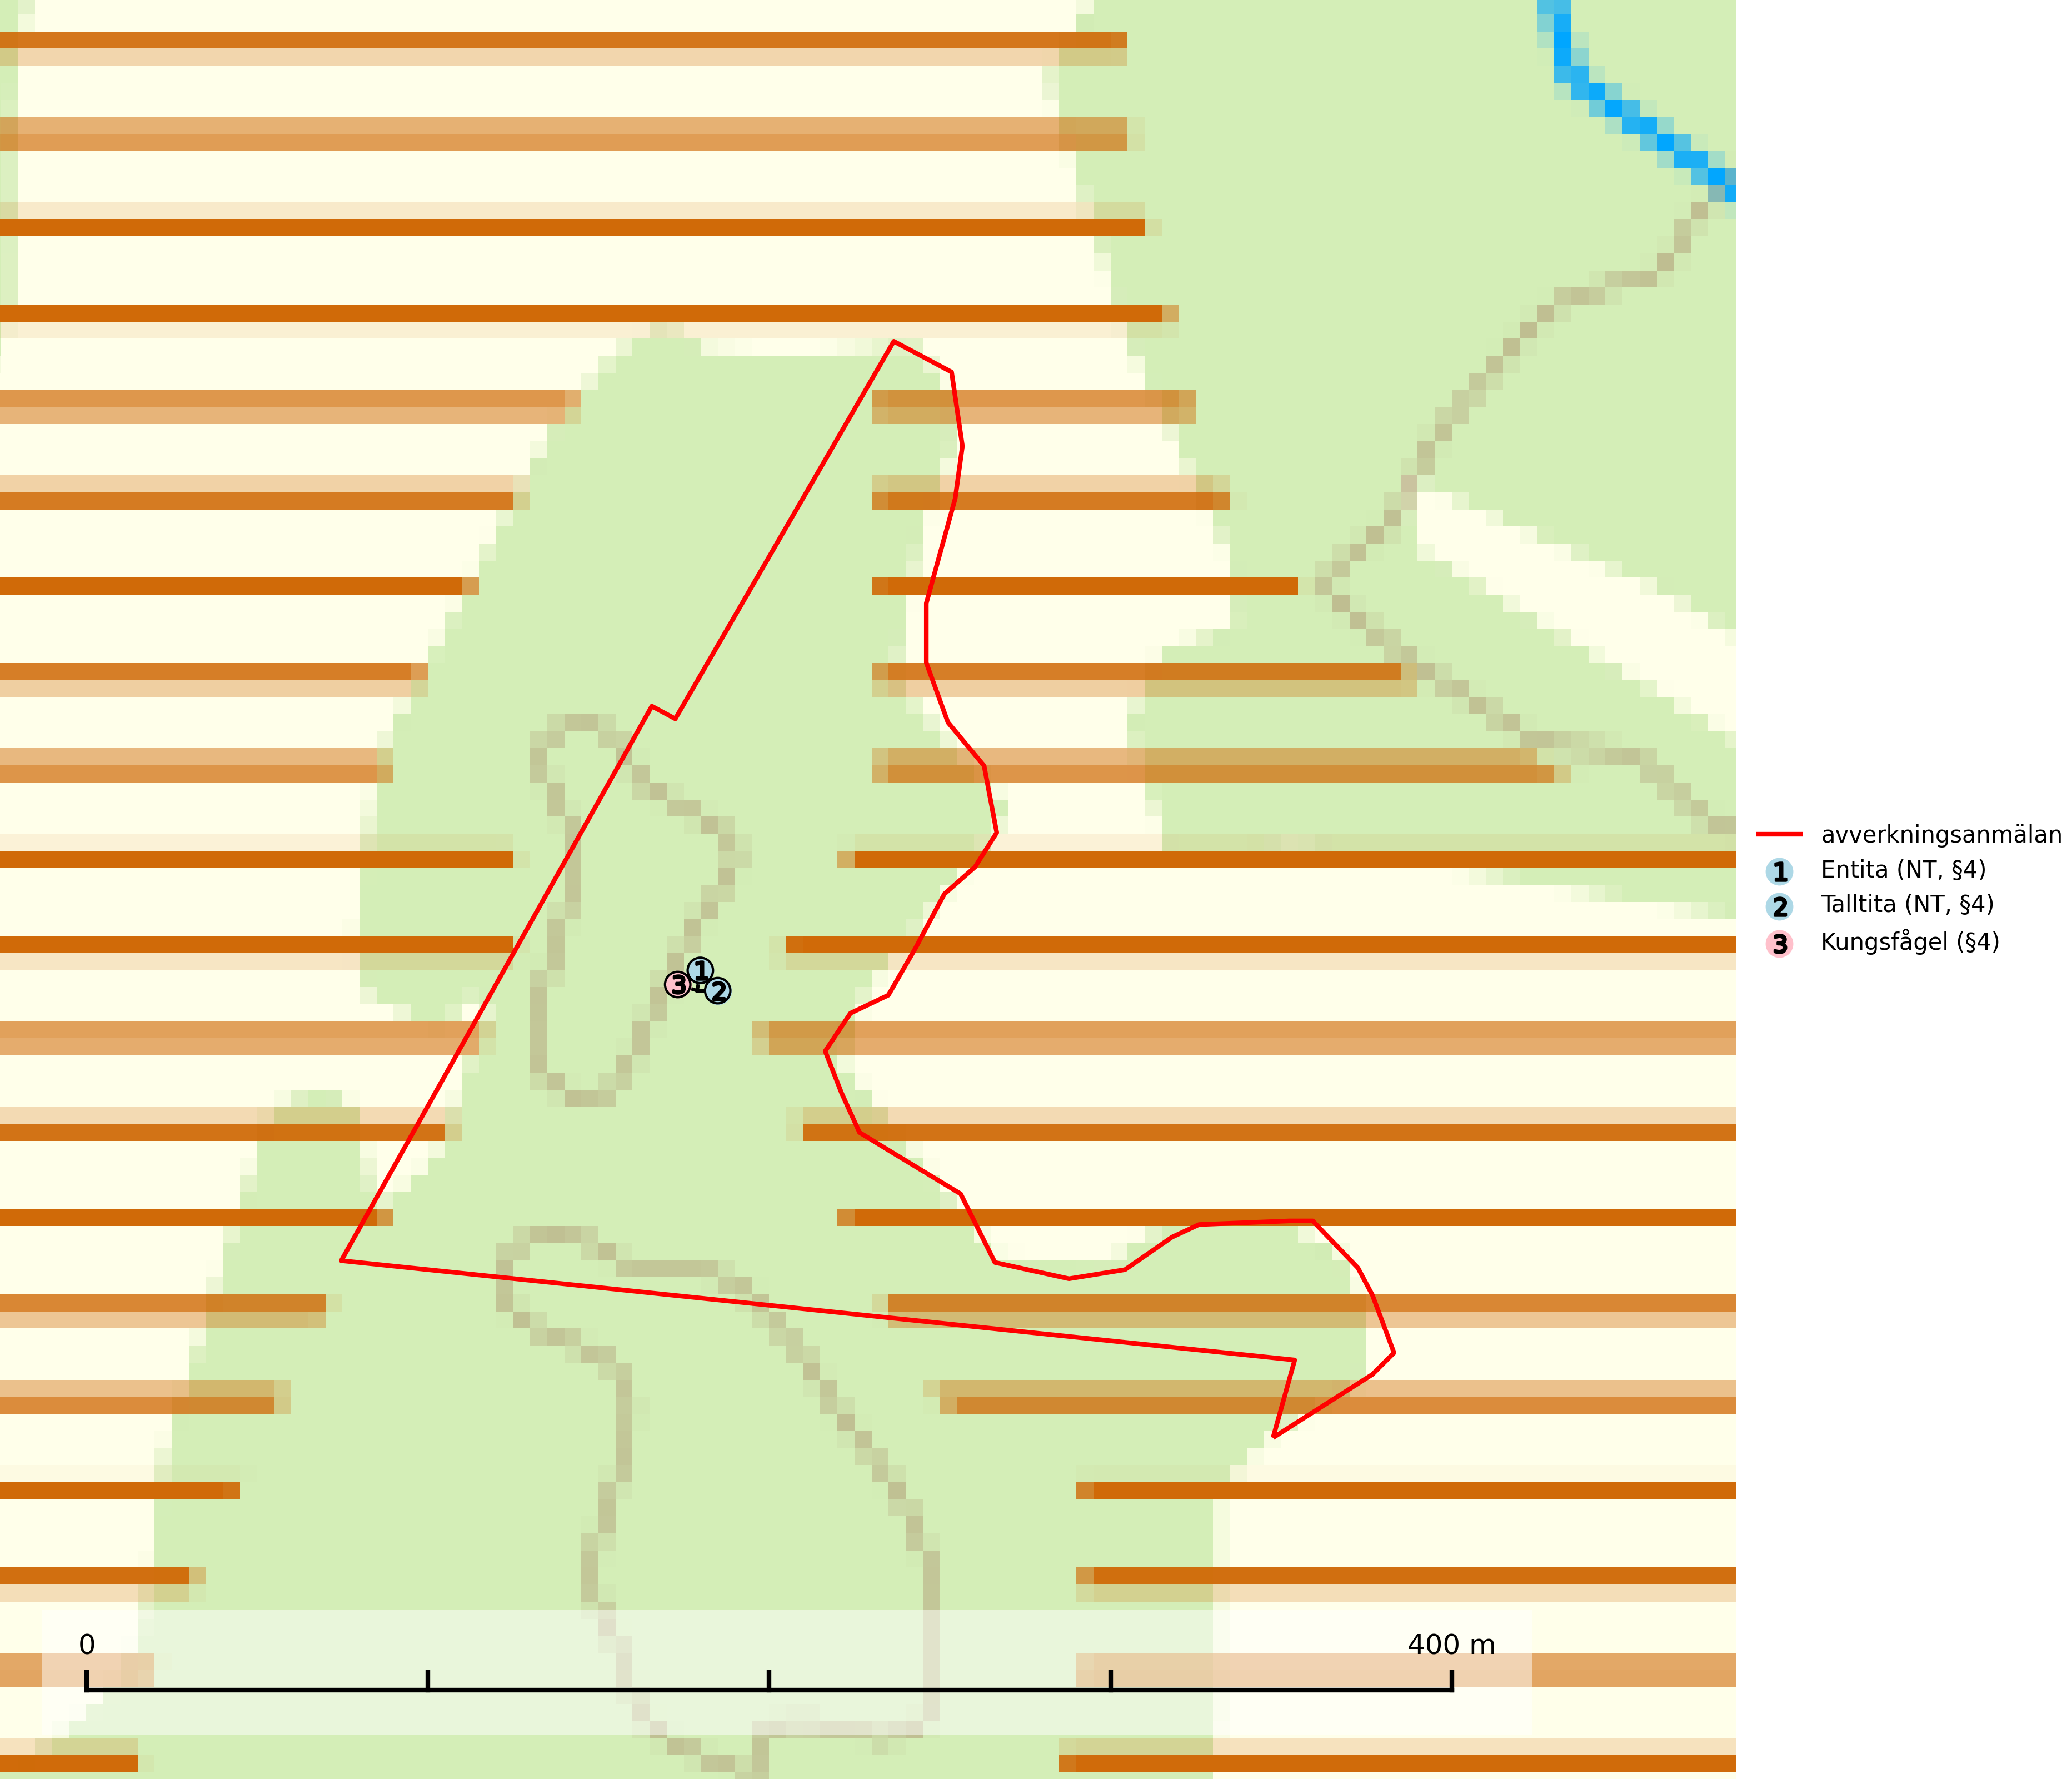 avverkningsanmälan
1 Entita (NT, §4)
2 Talltita (NT, §4)
3 Kungsfågel (§4)
1
3 2
0 400 m